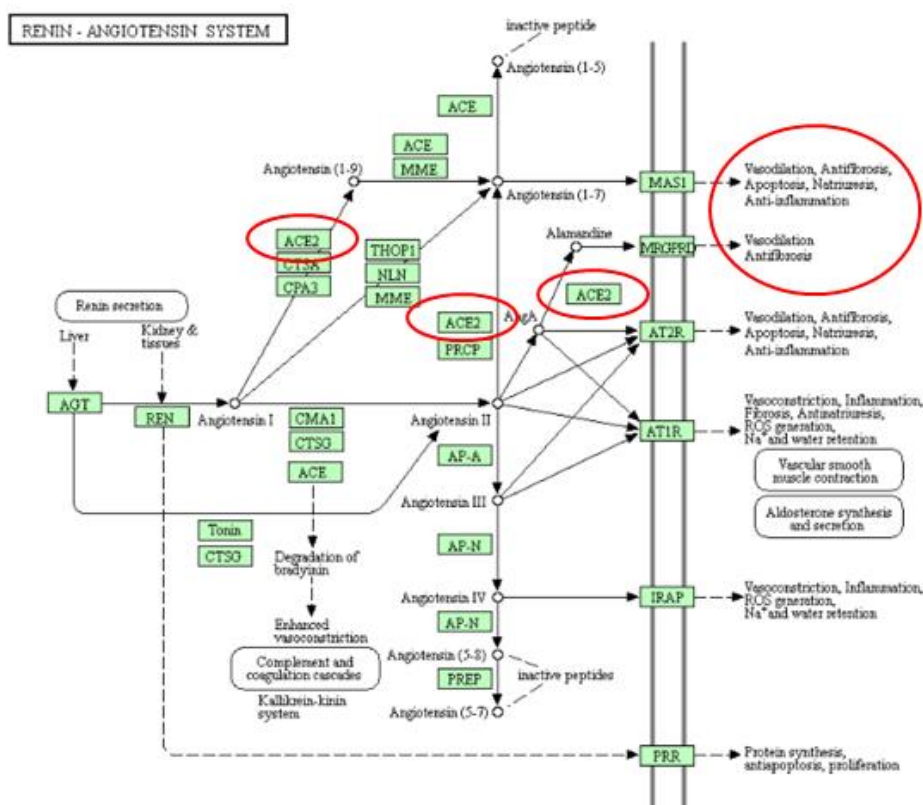 RENIN - ANGIOTENSIN SYSTEM
inactive peptide
Angiotensin (1-5)
ACE
ACE
MME
Angiotensin (1-9)
Angiotensin (1-7)
MAS1
Vasodilation, Antifibrosis,
Apoptosis, Natriuresis,
Anti-inflammation
ACE2
CTSA
CPA3
THOP1
NLN
MME
Alamandine
MRGPRD
Vasodilation
Antifibrosis
ACE2
ACE2
PRCP
AngA
AT2R
Vasodilation, Antifibrosis,
Apoptosis, Natriuresis,
Anti-inflammation
Renin secretion
Liver
Kidney &
tissues
AGT
REN
Angiotensin I
CMA1
CTSG
ACE
Angiotensin II
AT1R
Vasoconstriction, Inflammation,
Fibrosis, Antinatriuresis,
ROS generation,
Na⁺ and water retention
Vascular smooth
muscle contraction
Aldosterone synthesis
and secretion
AP-A
Angiotensin III
Tonin
CTSG
Degradation of
bradyinin
AP-N
Angiotensin IV
IRAP
Vasoconstriction, Inflammation,
ROS generation,
Na⁺ and water retention
Enhanced
vasoconstriction
AP-N
Complement and
coagulation cascades
Kallikrein-kinin
system
Angiotensin (5-8)
PREP
inactive peptides
Angiotensin (5-7)
PRR
Protein synthesis,
antiapoptosis, proliferation